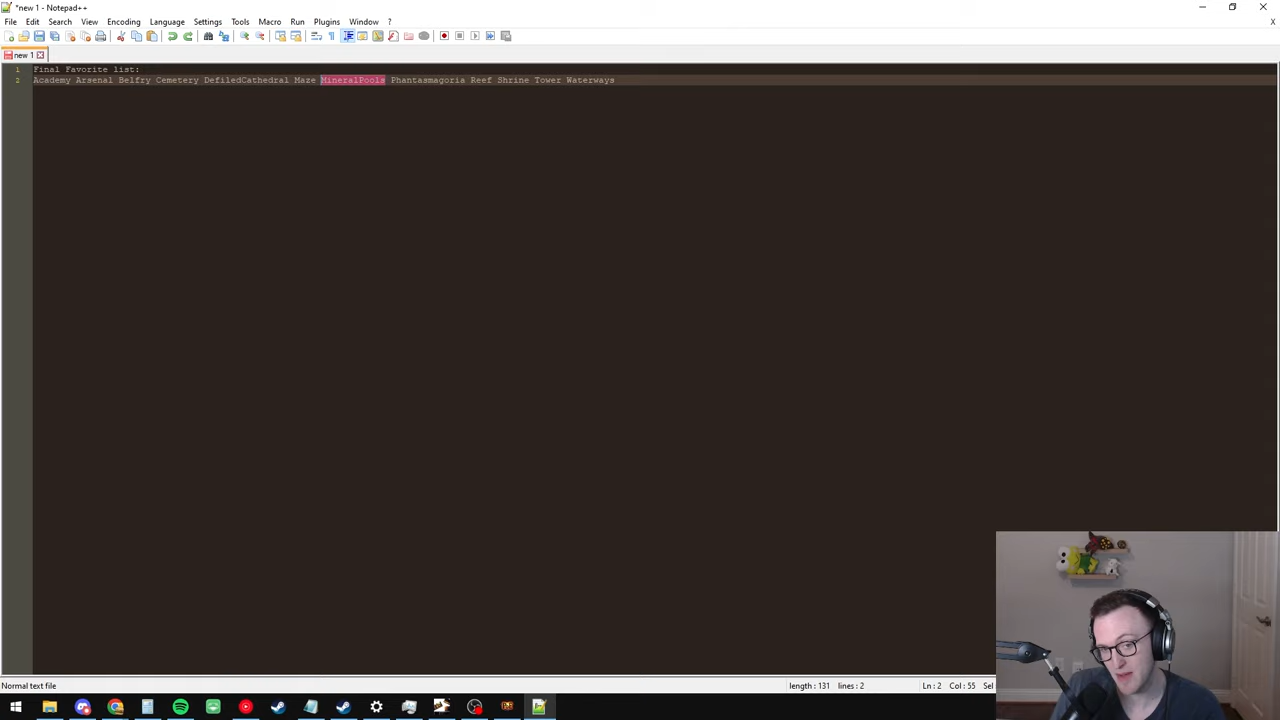 *new 1 - Notepad++
File Edit Search View Encoding Language Settings Tools Macro Run Plugins Window ?
X
new 1
1 Final Favorite list:
2 Academy Arsenal Belfry Cemetery DefiledCathedral Maze MineralPools Phantasmagoria Reef Shrine Tower Waterways
Normal text file length : 131 lines : 2 Ln : 2 Col : 55 Sel